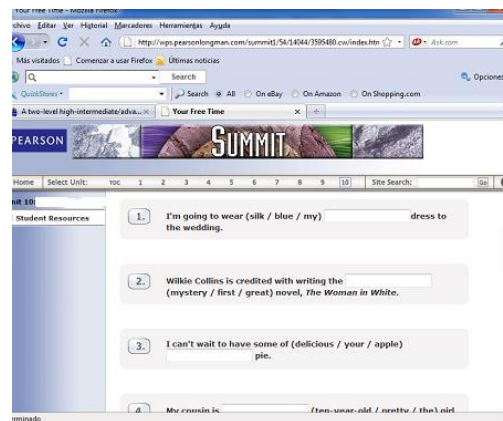 Your Free Time - Mozilla Firefox
chivo Editar Ver Historial Marcadores Herramientas Ayuda
http://wps.pearsonlongman.com/summit1/54/14044/3595480.cw/index.htn
Ask.com
Más visitados Comenzar a usar Firefox Últimas noticias
Q Search Opciones
QuickStores Search All On eBay On Amazon On Shopping.com
A two-level high-intermediate/adva... Your Free Time
PEARSON SUMMIT
Home Select Unit: TOC 1 2 3 4 5 6 7 8 9 10 Site Search: Go
nit 10:
Student Resources
1. I'm going to wear (silk / blue / my) dress to
the wedding.
2. Wilkie Collins is credited with writing the
(mystery / first / great) novel, The Woman in White.
3. I can't wait to have some of (delicious / your / apple)
pie.
4. My cousin is (ten-year-old / pretty / the) girl
erminado